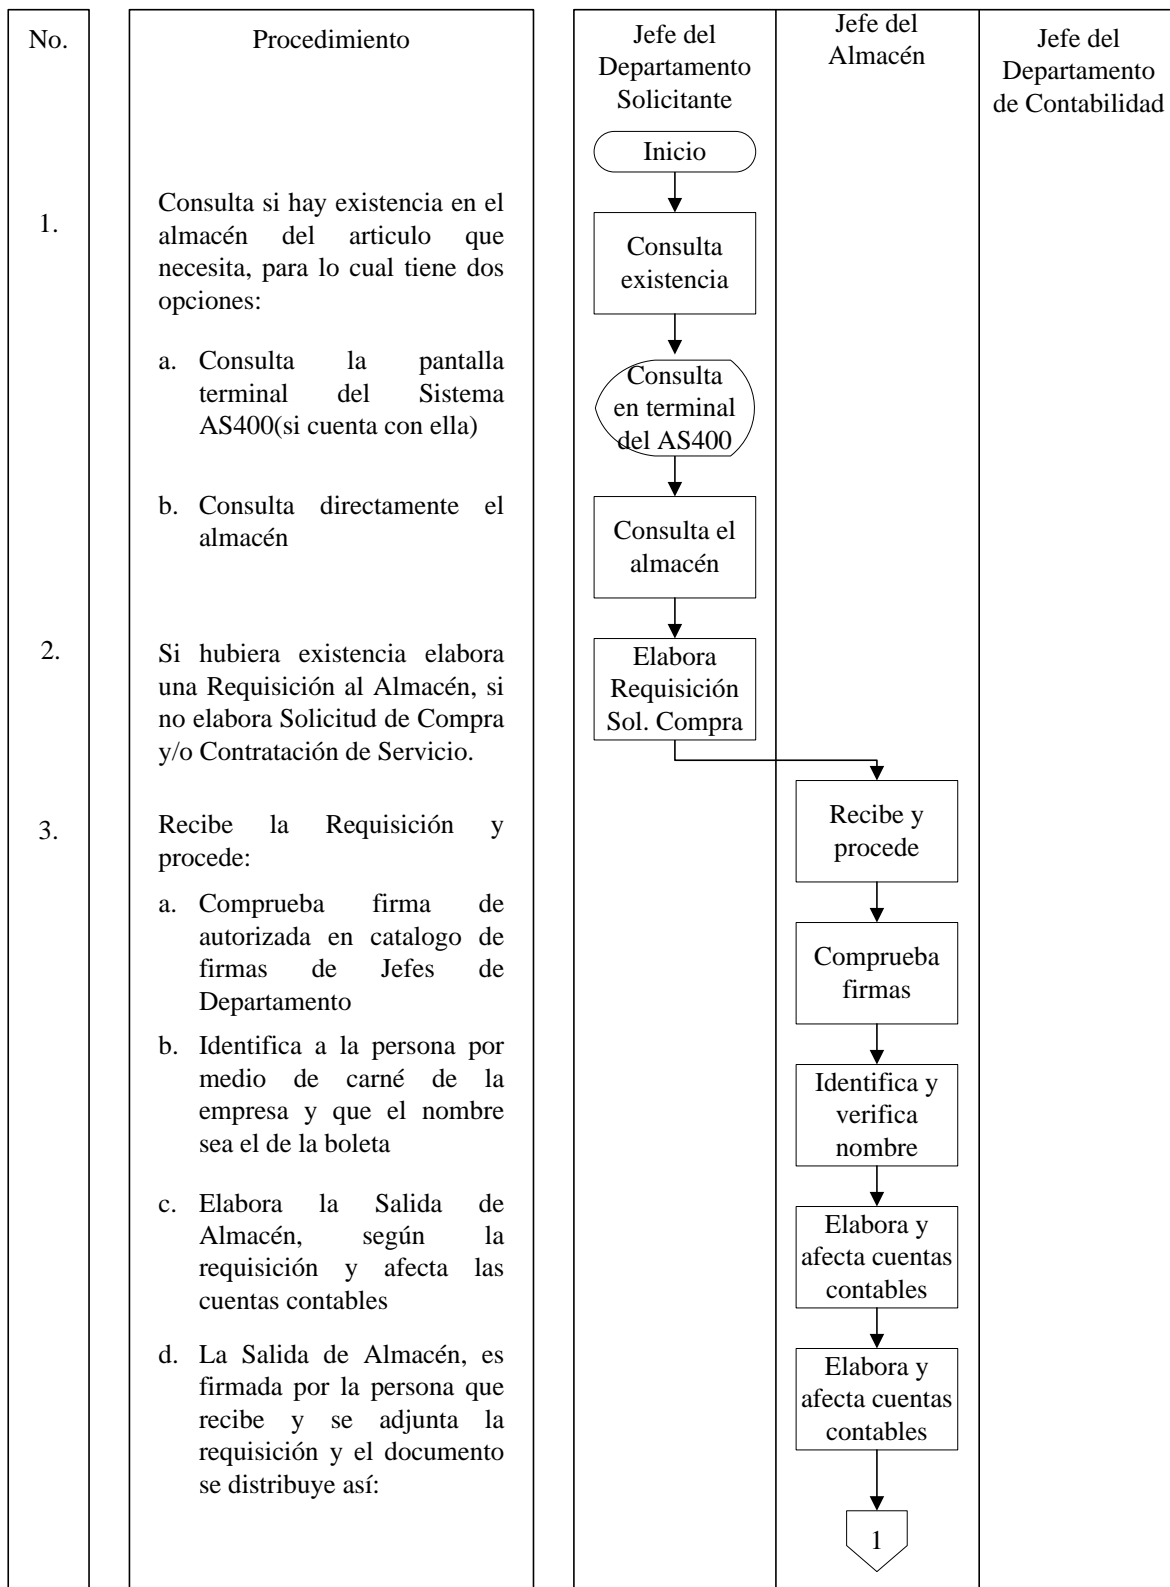 No.
Procedimiento
Jefe del
Departamento
Solicitante
Jefe del
Almacén
Jefe del
Departamento
de Contabilidad
Inicio
1.
Consulta si hay existencia en el
almacén del articulo que
necesita, para lo cual tiene dos
opciones:
Consulta
existencia
a. Consulta la pantalla
terminal del Sistema
AS400(si cuenta con ella)
Consulta
en terminal
del AS400
b. Consulta directamente el
almacén
Consulta el
almacén
2.
Si hubiera existencia elabora
una Requisición al Almacén, si
no elabora Solicitud de Compra
y/o Contratación de Servicio.
Elabora
Requisición
Sol. Compra
3.
Recibe la Requisición y
procede:
Recibe y
procede
a. Comprueba firma de
autorizada en catalogo de
firmas de Jefes de
Departamento
Comprueba
firmas
b. Identifica a la persona por
medio de carné de la
empresa y que el nombre
sea el de la boleta
Identifica y
verifica
nombre
c. Elabora la Salida de
Almacén, según la
requisición y afecta las
cuentas contables
Elabora y
afecta cuentas
contables
d. La Salida de Almacén, es
firmada por la persona que
recibe y se adjunta la
requisición y el documento
se distribuye así:
Elabora y
afecta cuentas
contables
1